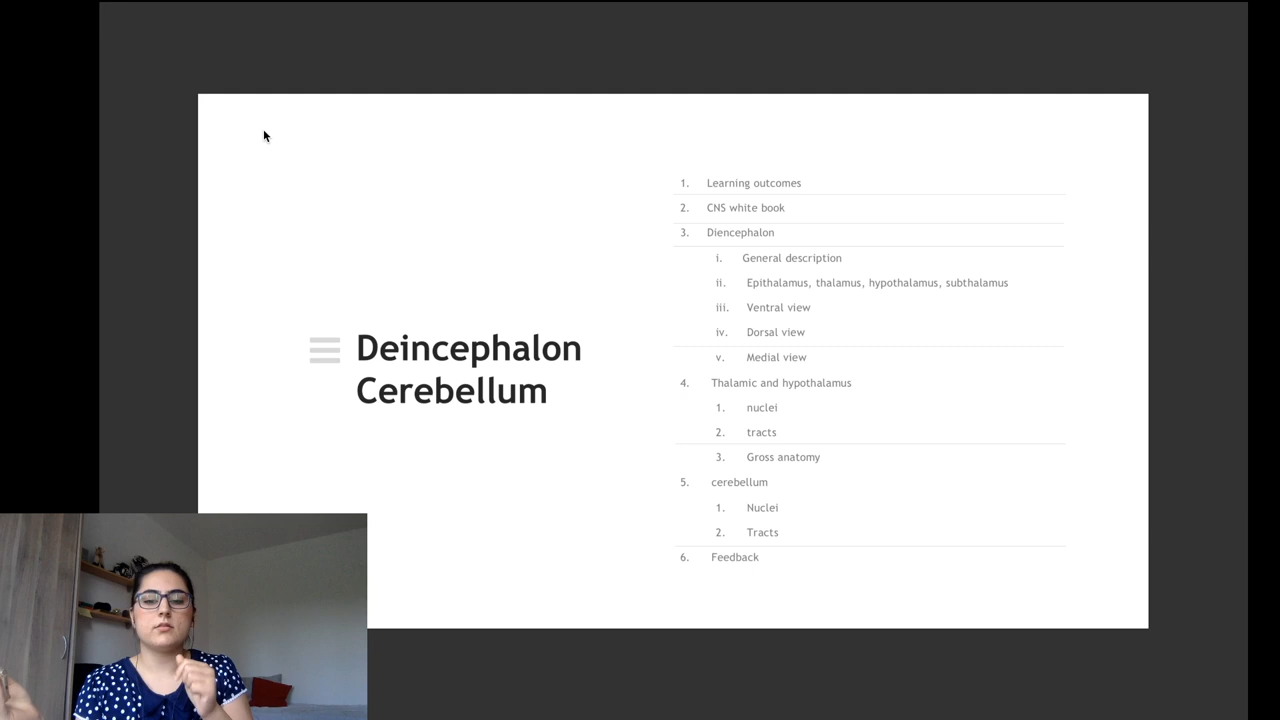 Deincephalon
Cerebellum
1. Learning outcomes
2. CNS white book
3. Diencephalon
i. General description
ii. Epithalamus, thalamus, hypothalamus, subthalamus
iii. Ventral view
iv. Dorsal view
v. Medial view
4. Thalamic and hypothalamus
1. nuclei
2. tracts
3. Gross anatomy
5. cerebellum
1. Nuclei
2. Tracts
6. Feedback